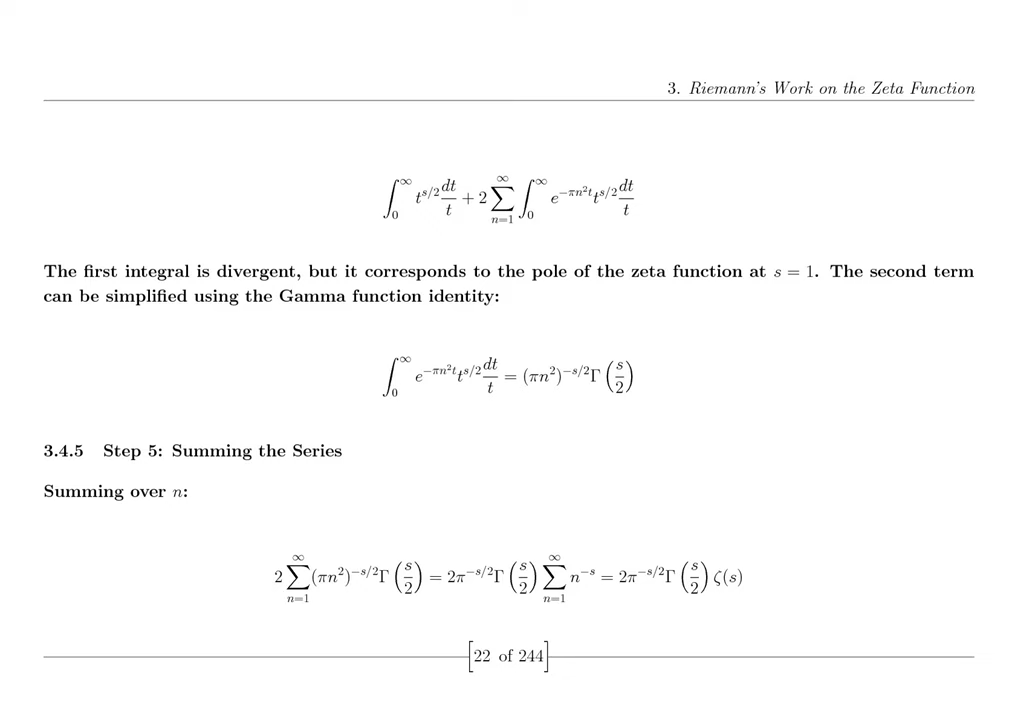 3. Riemann's Work on the Zeta Function
∫_0^∞ t^{s/2} dt/t + 2 ∑_{n=1}^∞ ∫_0^∞ e^{−πn²t} t^{s/2} dt/t
The first integral is divergent, but it corresponds to the pole of the zeta function at s = 1. The second term
can be simplified using the Gamma function identity:
∫_0^∞ e^{−πn²t} t^{s/2} dt/t = (πn²)^{−s/2} Γ(s/2)
3.4.5 Step 5: Summing the Series
Summing over n:
2 ∑_{n=1}^∞ (πn²)^{−s/2} Γ(s/2) = 2π^{−s/2} Γ(s/2) ∑_{n=1}^∞ n^{−s} = 2π^{−s/2} Γ(s/2) ζ(s)
[22 of 244]